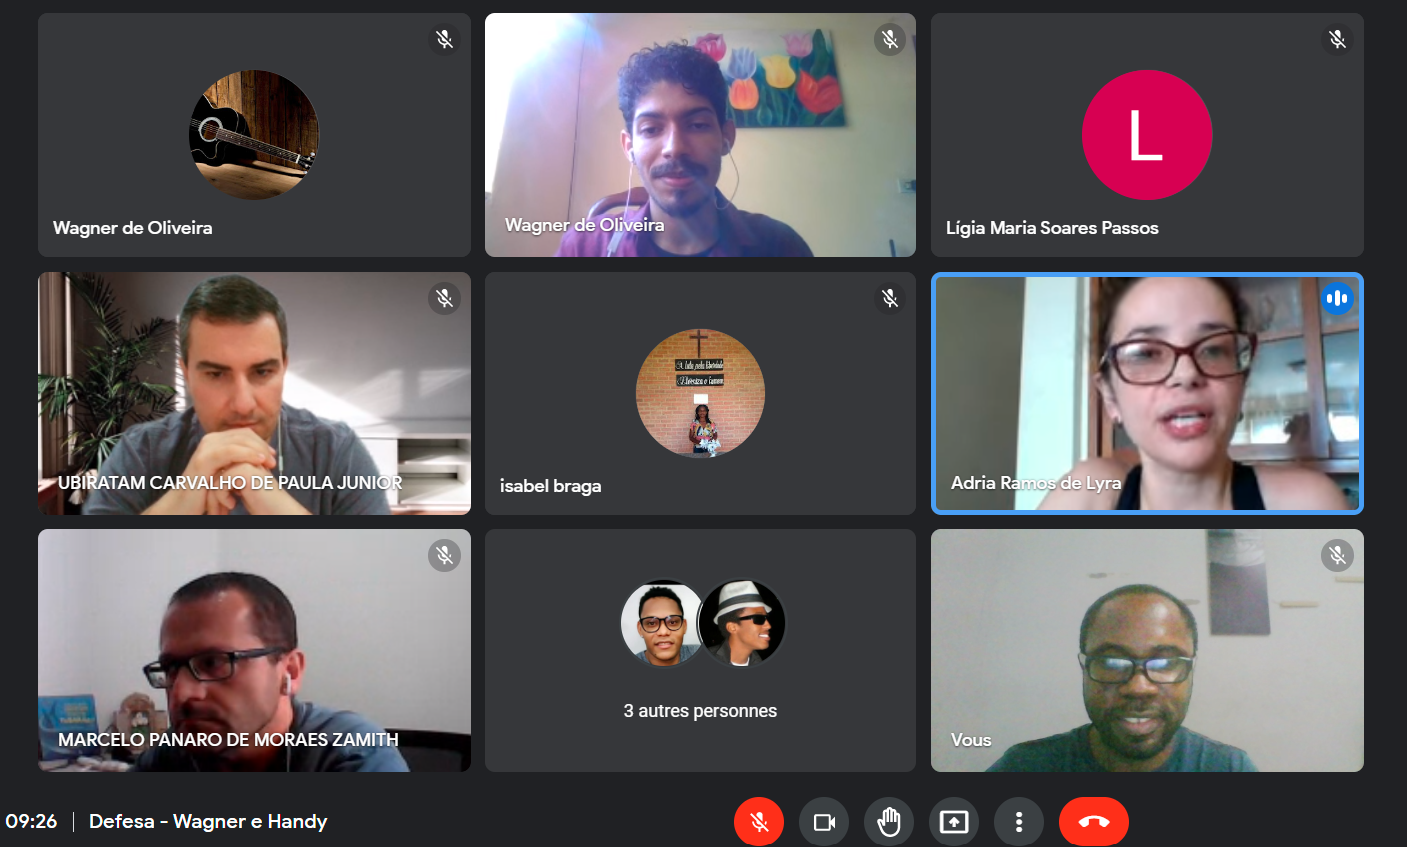 Wagner de Oliveira
Wagner de Oliveira
L
Lígia Maria Soares Passos
UBIRATAM CARVALHO DE PAULA JUNIOR
isabel braga
Adria Ramos de Lyra
MARCELO PANARO DE MORAES ZAMITH
3 autres personnes
Vous
09:26 | Defesa - Wagner e Handy